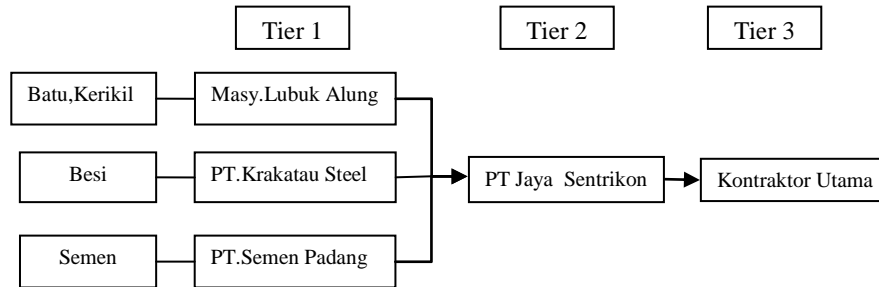 Tier 1
Tier 2
Tier 3
Batu,Kerikil
Masy.Lubuk Alung
Besi
PT.Krakatau Steel
PT Jaya Sentrikon
Kontraktor Utama
Semen
PT.Semen Padang